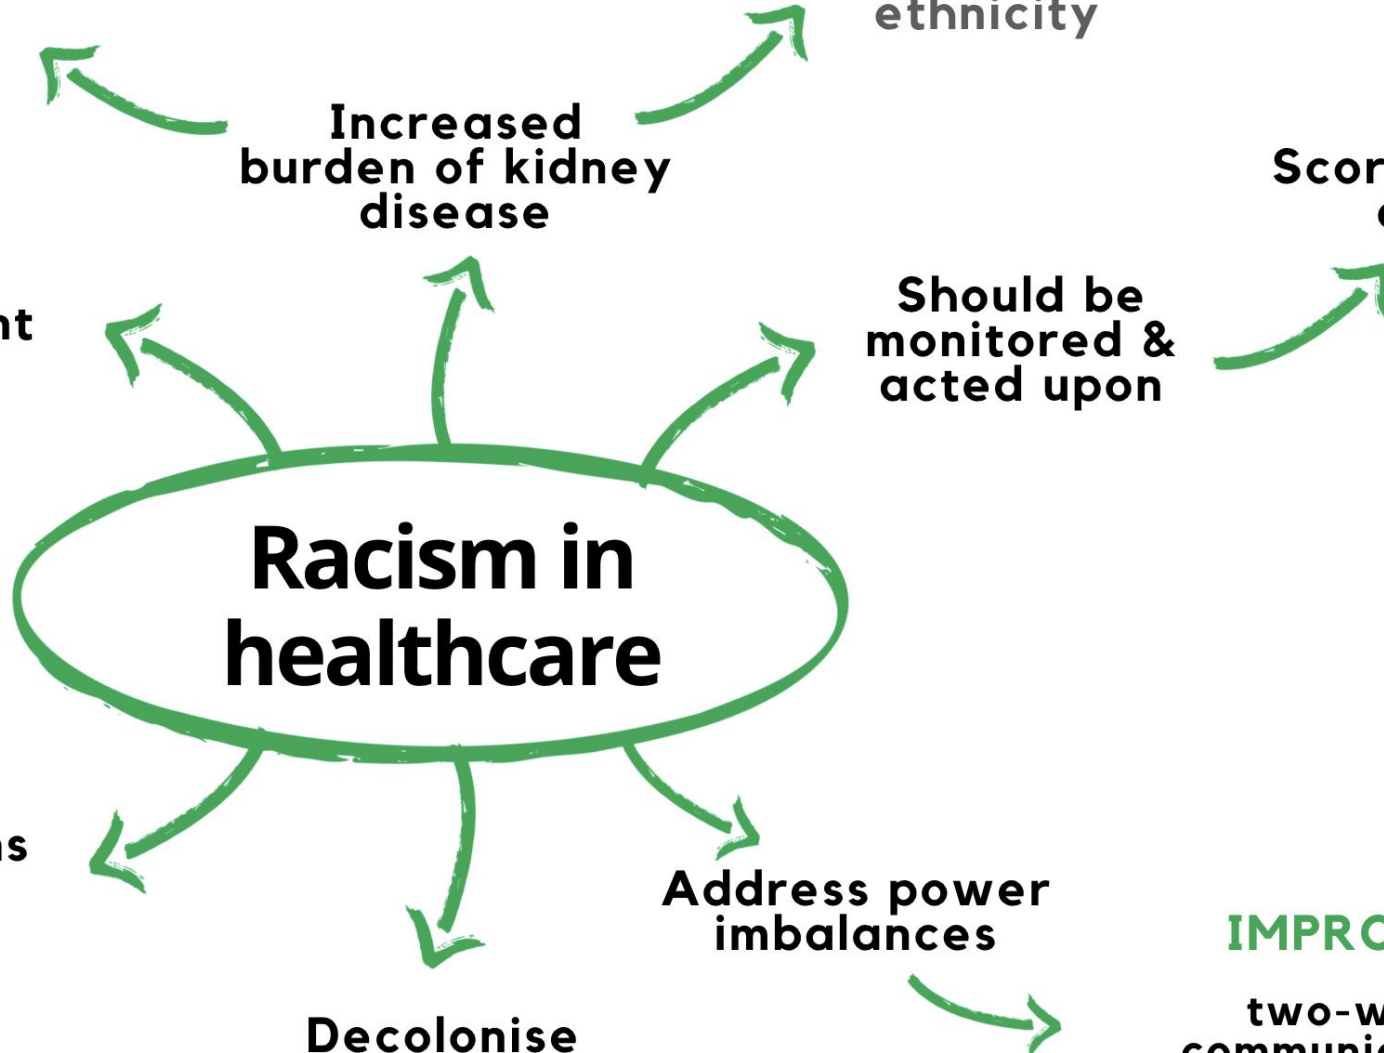 ethnicity
Increased
burden of kidney
disease
Should be
monitored &
acted upon
Racism in
healthcare
Address power
imbalances
Decolonise